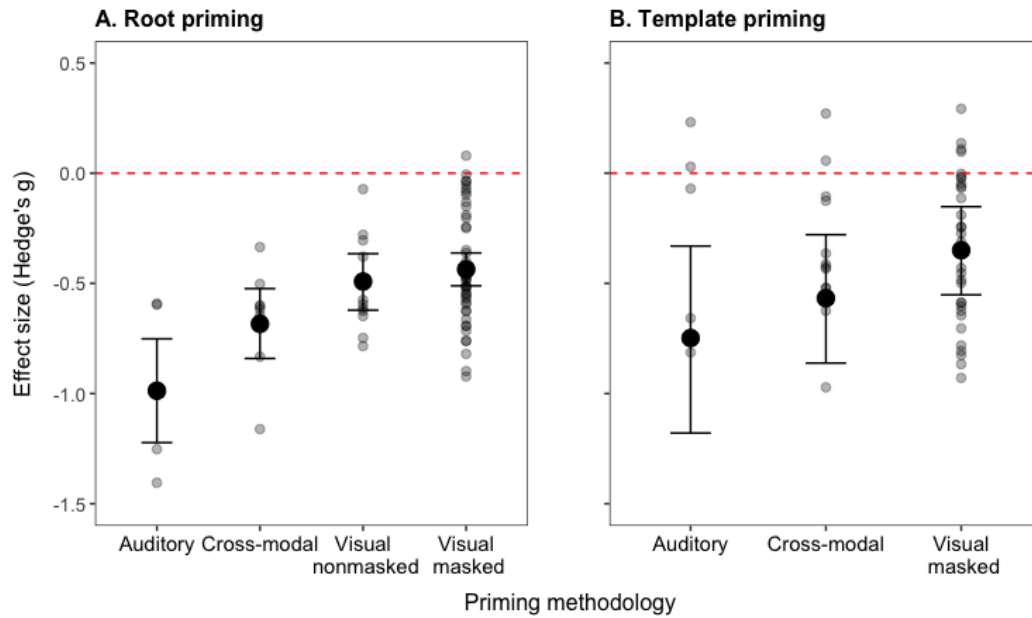 A. Root priming
B. Template priming
Effect size (Hedge's g)
0.5
0.0
-0.5
-1.0
-1.5
Auditory
Cross-modal
Visual
nonmasked
Visual
masked
Auditory
Cross-modal
Visual
masked
Priming methodology